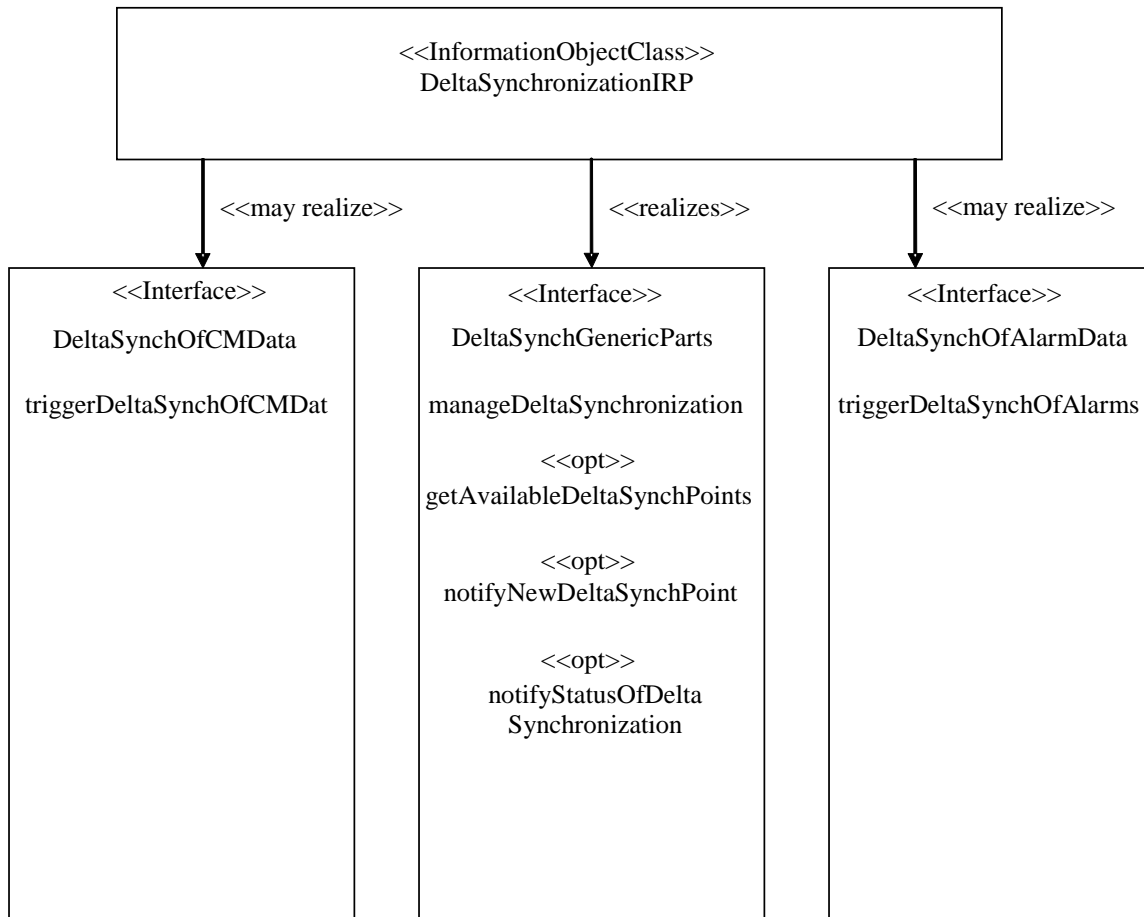 <<InformationObjectClass>>
DeltaSynchronizationIRP
<<may realize>>
<<realizes>>
<<may realize>>
<<Interface>>
DeltaSynchOfCMData
triggerDeltaSynchOfCMDat
<<Interface>>
DeltaSynchGenericParts
manageDeltaSynchronization
<<opt>>
getAvailableDeltaSynchPoints
<<opt>>
notifyNewDeltaSynchPoint
<<opt>>
notifyStatusOfDelta
Synchronization
<<Interface>>
DeltaSynchOfAlarmData
triggerDeltaSynchOfAlarms